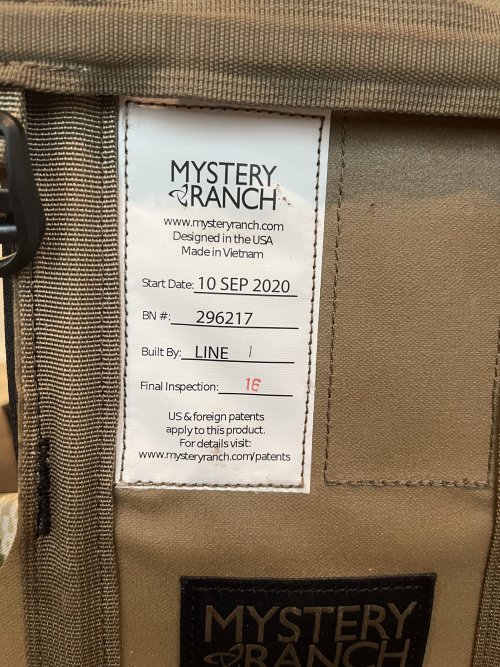 MYSTERY
RANCH
www.mysteryranch.com
Designed in the USA
Made in Vietnam
Start Date: 10 SEP 2020
BN #: 296217
Built By: LINE 1
Final Inspection: 16
US & foreign patents
apply to this product.
For details visit:
www.mysteryranch.com/patents
MYSTERY
RANCH